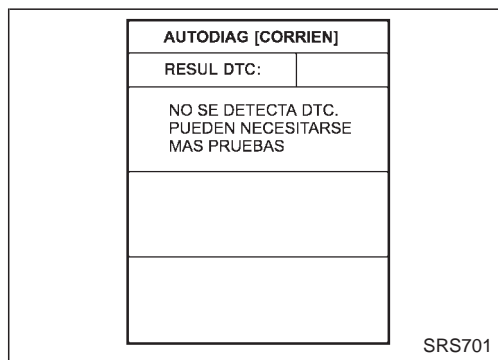 AUTODIAG [CORRIEN]
RESUL DTC:
NO SE DETECTA DTC.
PUEDEN NECESITARSE
MAS PRUEBAS
SRS701